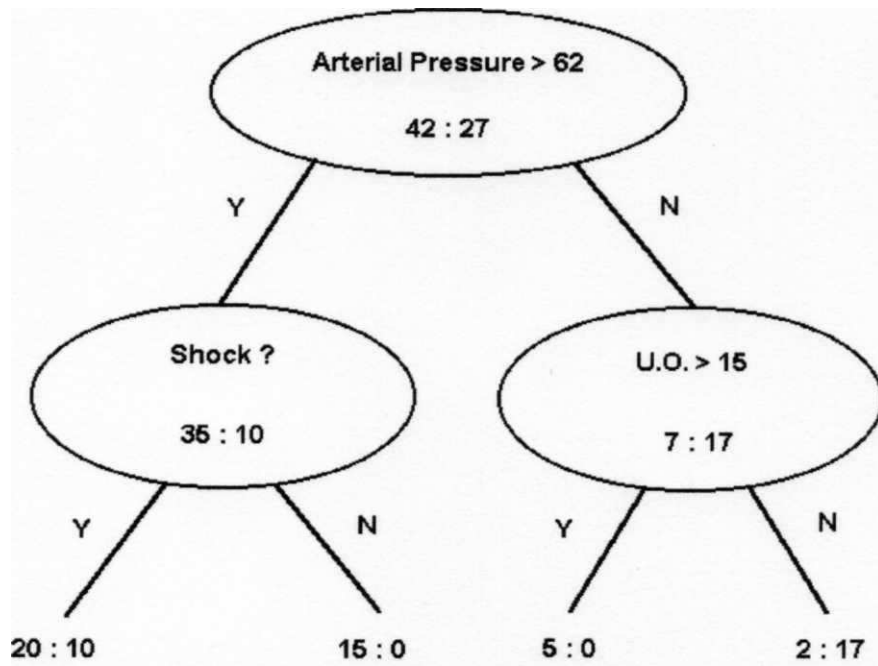 Arterial Pressure > 62
42 : 27
Y
N
Shock ?
35 : 10
U.O. > 15
7 : 17
Y
N
Y
N
20 : 10
15 : 0
5 : 0
2 : 17